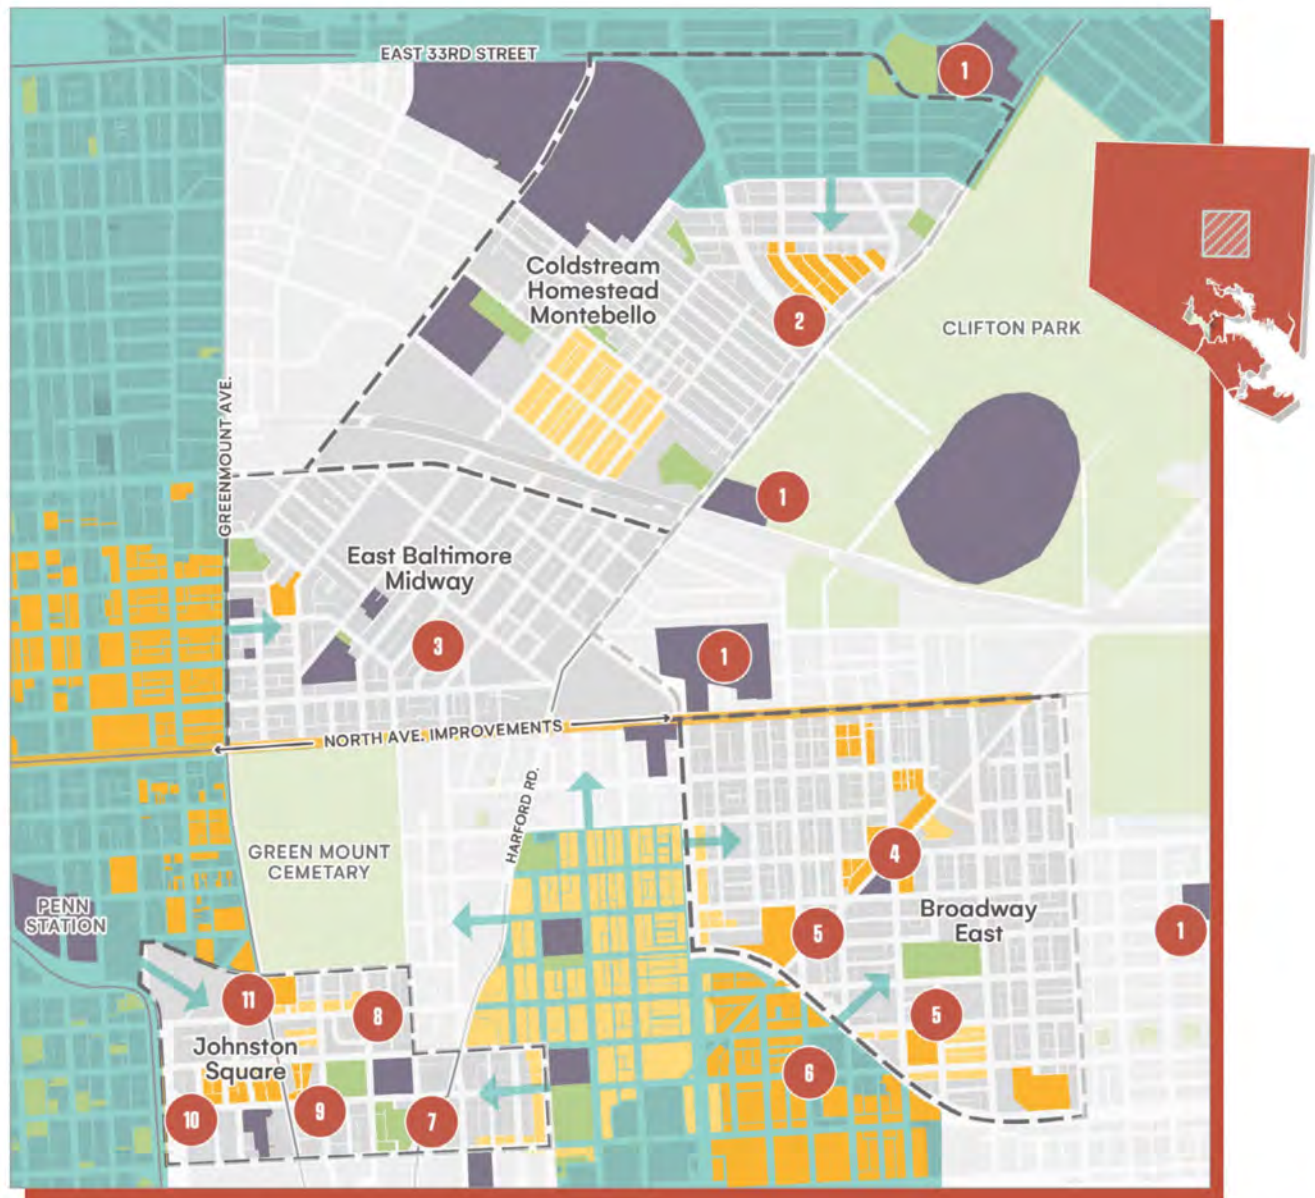 EAST 33RD STREET
1
Coldstream
Homestead
Montebello
2
CLIFTON PARK
GREENMOUNT AVE.
1
East Baltimore
Midway
3
1
NORTH AVE. IMPROVEMENTS
HARFORD RD.
GREEN MOUNT
CEMETARY
4
PENN
STATION
Broadway
East
5
1
11
8
5
Johnston
Square
6
10
9
7